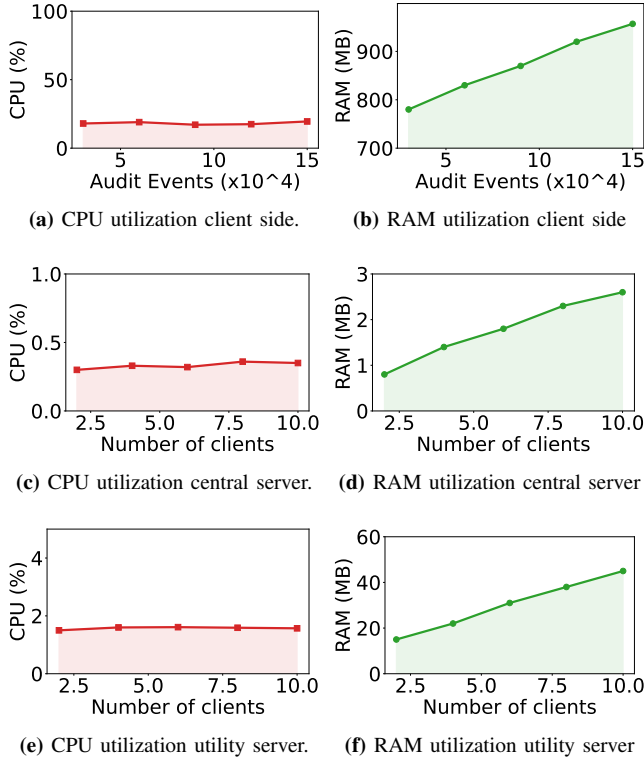 100
50
0
CPU (%)
5
10
15
Audit Events (x10^4)
(a) CPU utilization client side.
900
800
700
RAM (MB)
5
10
15
Audit Events (x10^4)
(b) RAM utilization client side
1.0
0.5
0.0
CPU (%)
2.5
5.0
7.5
10.0
Number of clients
(c) CPU utilization central server.
3
2
1
0
RAM (MB)
2.5
5.0
7.5
10.0
Number of clients
(d) RAM utilization central server
4
2
0
CPU (%)
2.5
5.0
7.5
10.0
Number of clients
(e) CPU utilization utility server.
60
40
20
0
RAM (MB)
2.5
5.0
7.5
10.0
Number of clients
(f) RAM utilization utility server